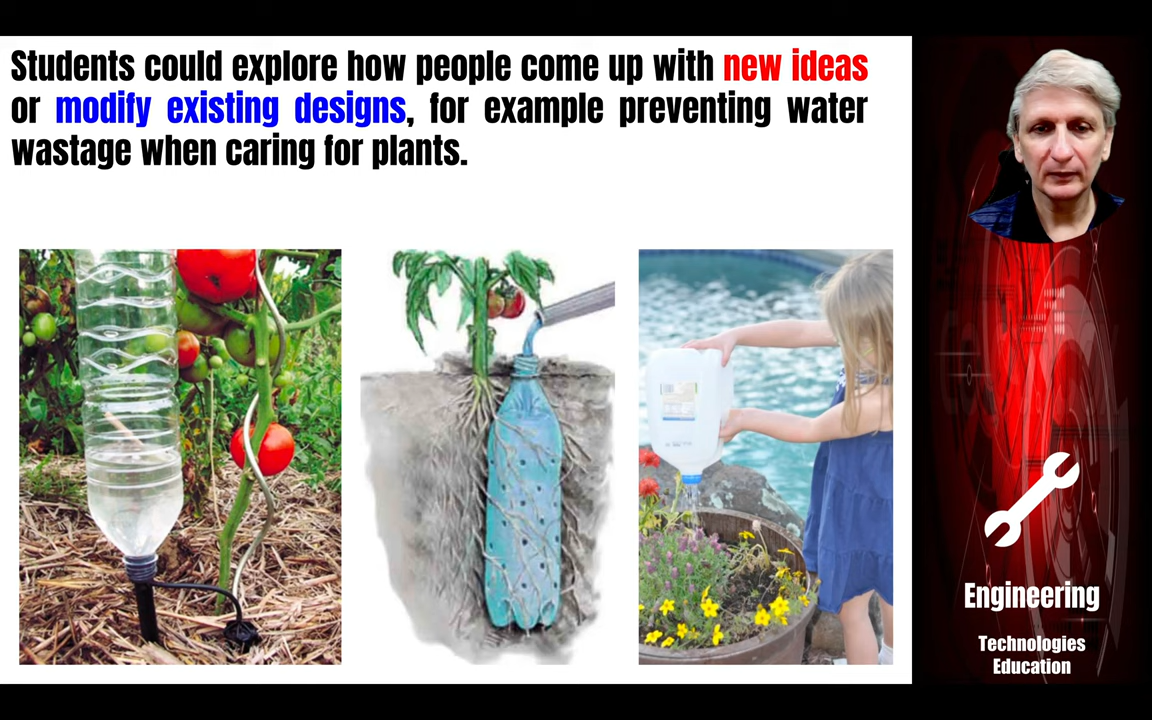 Students could explore how people come up with new ideas
or modify existing designs, for example preventing water
wastage when caring for plants.
Engineering
Technologies
Education